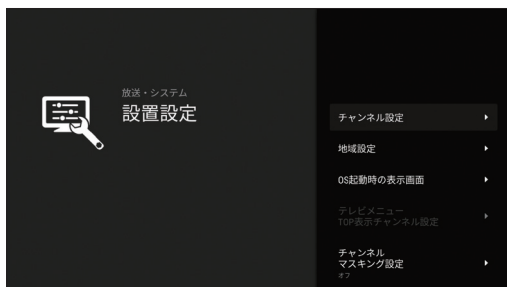 放送・システム
設置設定
チャンネル設定
地域設定
OS起動時の表示画面
テレビメニュー
TOP表示チャンネル設定
チャンネル
マスキング設定
オフ